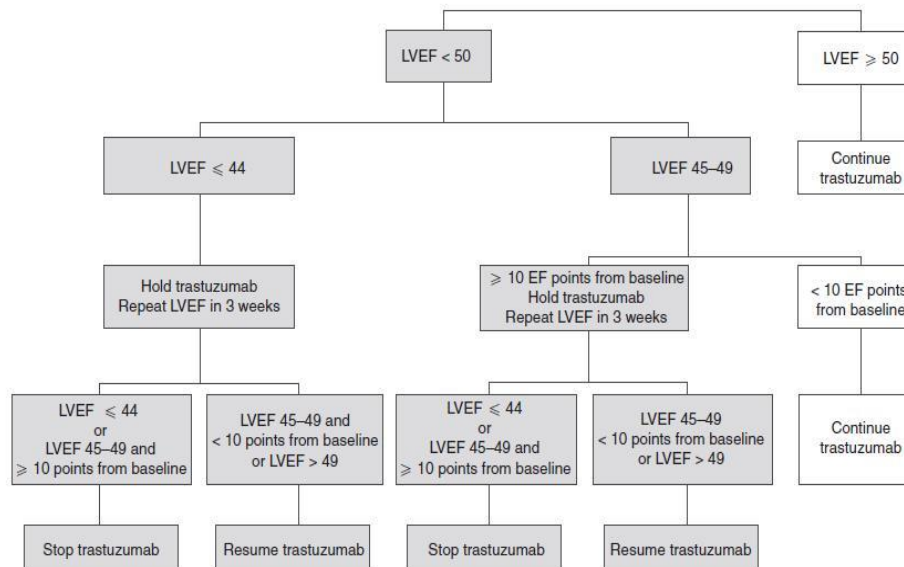 LVEF < 50
LVEF ⩾ 50
LVEF ⩽ 44
LVEF 45–49
Continue
trastuzumab
Hold trastuzumab
Repeat LVEF in 3 weeks
⩾ 10 EF points from baseline
Hold trastuzumab
Repeat LVEF in 3 weeks
< 10 EF points
from baseline
LVEF ⩽ 44
or
LVEF 45–49 and
⩾ 10 points from baseline
LVEF 45–49 and
< 10 points from baseline
or LVEF > 49
LVEF ⩽ 44
or
LVEF 45–49 and
⩾ 10 points from baseline
LVEF 45–49
< 10 points from baseline
or LVEF > 49
Continue
trastuzumab
Stop trastuzumab
Resume trastuzumab
Stop trastuzumab
Resume trastuzumab